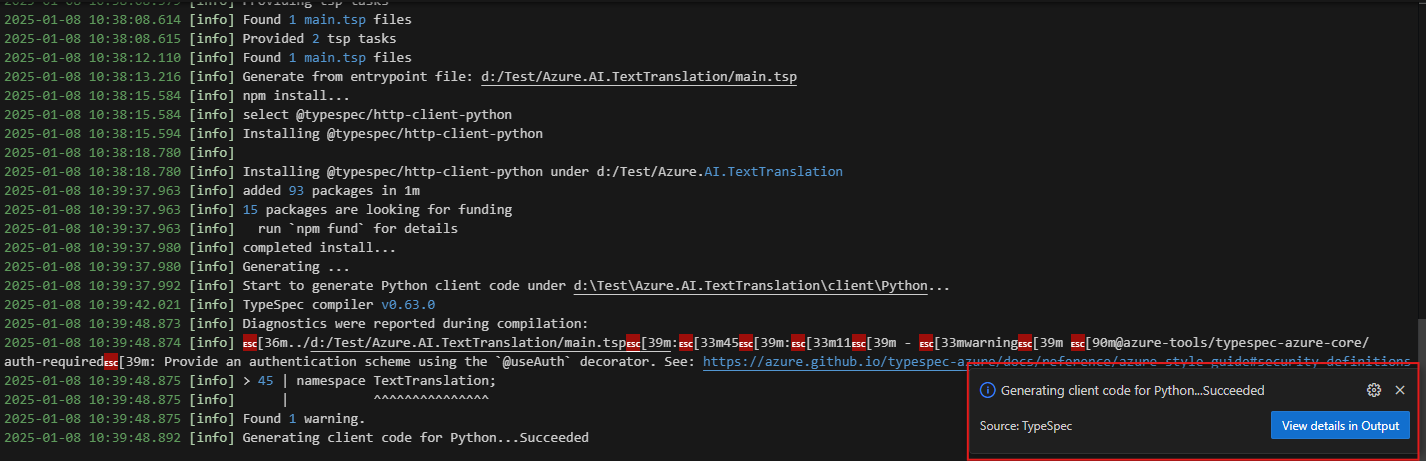 2025-01-08 10:38:08.614 [info] Found 1 main.tsp files
2025-01-08 10:38:08.615 [info] Provided 2 tsp tasks
2025-01-08 10:38:12.110 [info] Found 1 main.tsp files
2025-01-08 10:38:13.216 [info] Generate from entrypoint file: d:/Test/Azure.AI.TextTranslation/main.tsp
2025-01-08 10:38:15.584 [info] npm install...
2025-01-08 10:38:15.584 [info] select @typespec/http-client-python
2025-01-08 10:38:15.594 [info] Installing @typespec/http-client-python
2025-01-08 10:38:18.780 [info]
2025-01-08 10:38:18.780 [info] Installing @typespec/http-client-python under d:/Test/Azure.AI.TextTranslation
2025-01-08 10:39:37.963 [info] added 93 packages in 1m
2025-01-08 10:39:37.963 [info] 15 packages are looking for funding
2025-01-08 10:39:37.963 [info]   run `npm fund` for details
2025-01-08 10:39:37.980 [info] completed install...
2025-01-08 10:39:37.980 [info] Generating ...
2025-01-08 10:39:37.992 [info] Start to generate Python client code under d:\Test\Azure.AI.TextTranslation\client\Python...
2025-01-08 10:39:42.021 [info] TypeSpec compiler v0.63.0
2025-01-08 10:39:48.873 [info] Diagnostics were reported during compilation:
2025-01-08 10:39:48.874 [info] ESC[36m../d:/Test/Azure.AI.TextTranslation/main.tspESC[39m:ESC[33m45ESC[39m:ESC[33m11ESC[39m - ESC[33mwarningESC[39m ESC[90m@azure-tools/typespec-azure-core/
auth-requiredESC[39m: Provide an authentication scheme using the `@useAuth` decorator. See: https://azure.github.io/typespec-azure/docs/reference/azure-style-guide#security-definitions
2025-01-08 10:39:48.875 [info] > 45 | namespace TextTranslation;
2025-01-08 10:39:48.875 [info]      |           ^^^^^^^^^^^^^^^
2025-01-08 10:39:48.875 [info] Found 1 warning.
2025-01-08 10:39:48.892 [info] Generating client code for Python...Succeeded
Generating client code for Python...Succeeded
Source: TypeSpec
View details in Output